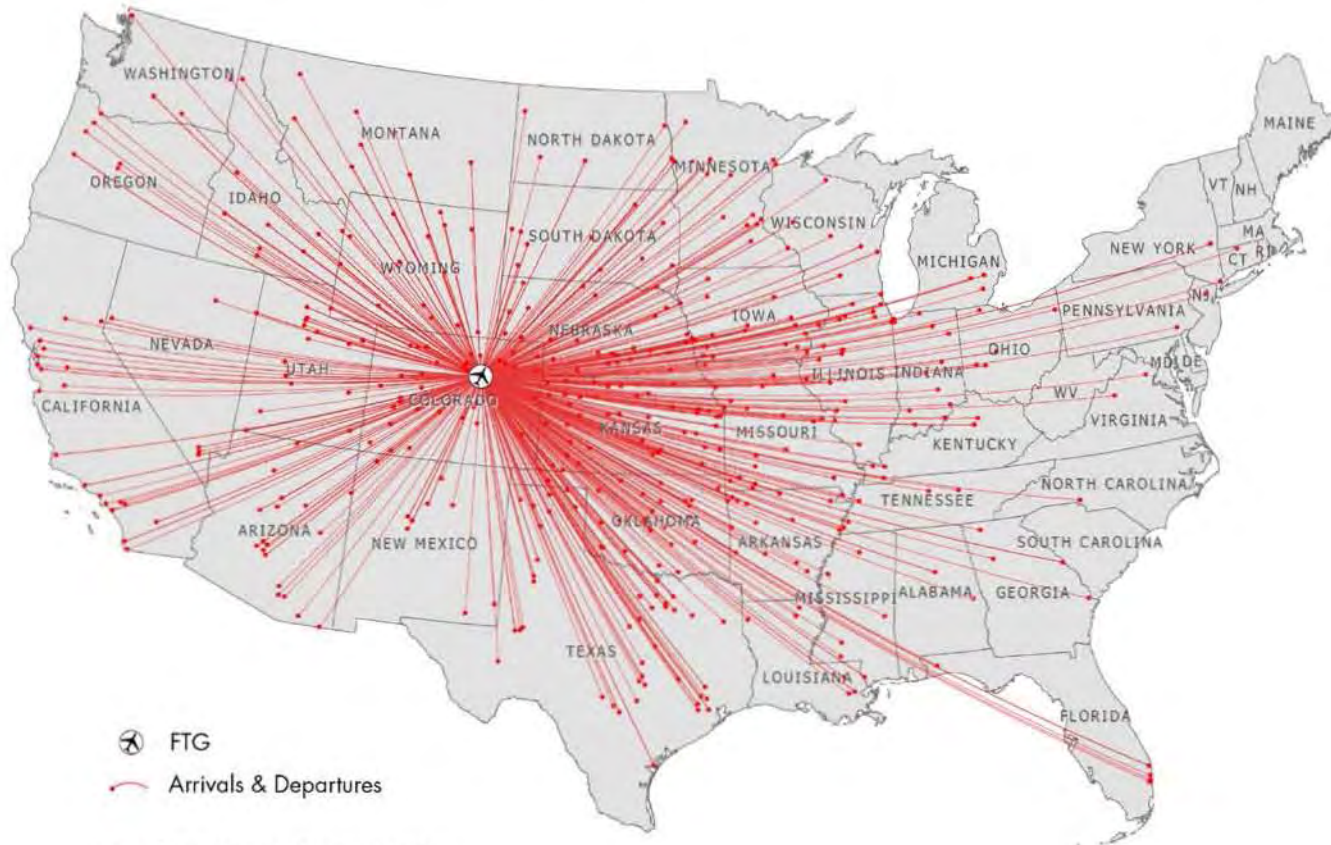 WASHINGTON
MAINE
MONTANA
NORTH DAKOTA
MINNESOTA
VT
NH
OREGON
IDAHO
WISCONSIN
MA
SOUTH DAKOTA
NEW YORK
RI
CT
MICHIGAN
WYOMING
NJ
PENNSYLVANIA
IOWA
NEBRASKA
NEVADA
OHIO
MD
DE
UTAH
ILLINOIS
INDIANA
WV
COLORADO
CALIFORNIA
VIRGINIA
KANSAS
MISSOURI
KENTUCKY
NORTH CAROLINA
TENNESSEE
OKLAHOMA
ARIZONA
NEW MEXICO
ARKANSAS
SOUTH CAROLINA
MISSISSIPPI
ALABAMA
GEORGIA
TEXAS
LOUISIANA
FLORIDA
FTG
Arrivals & Departures